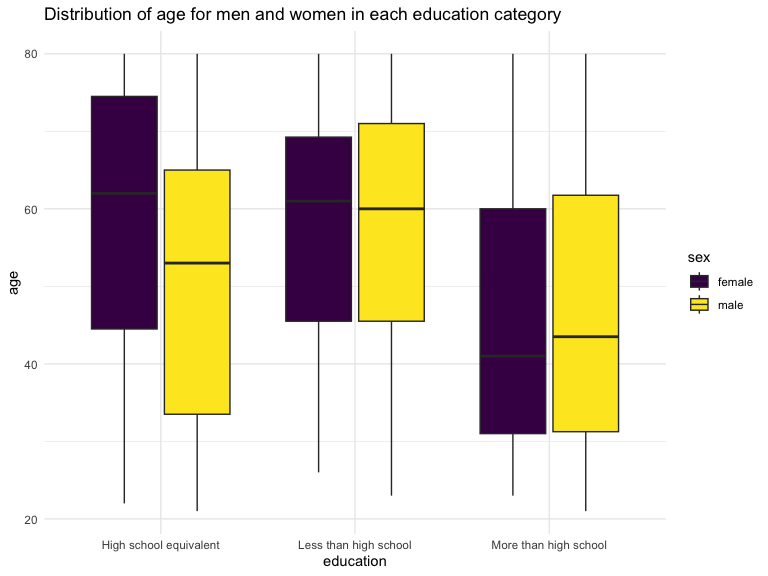 Distribution of age for men and women in each education category
80
60
40
20
age
High school equivalent
Less than high school
More than high school
education
sex
female
male